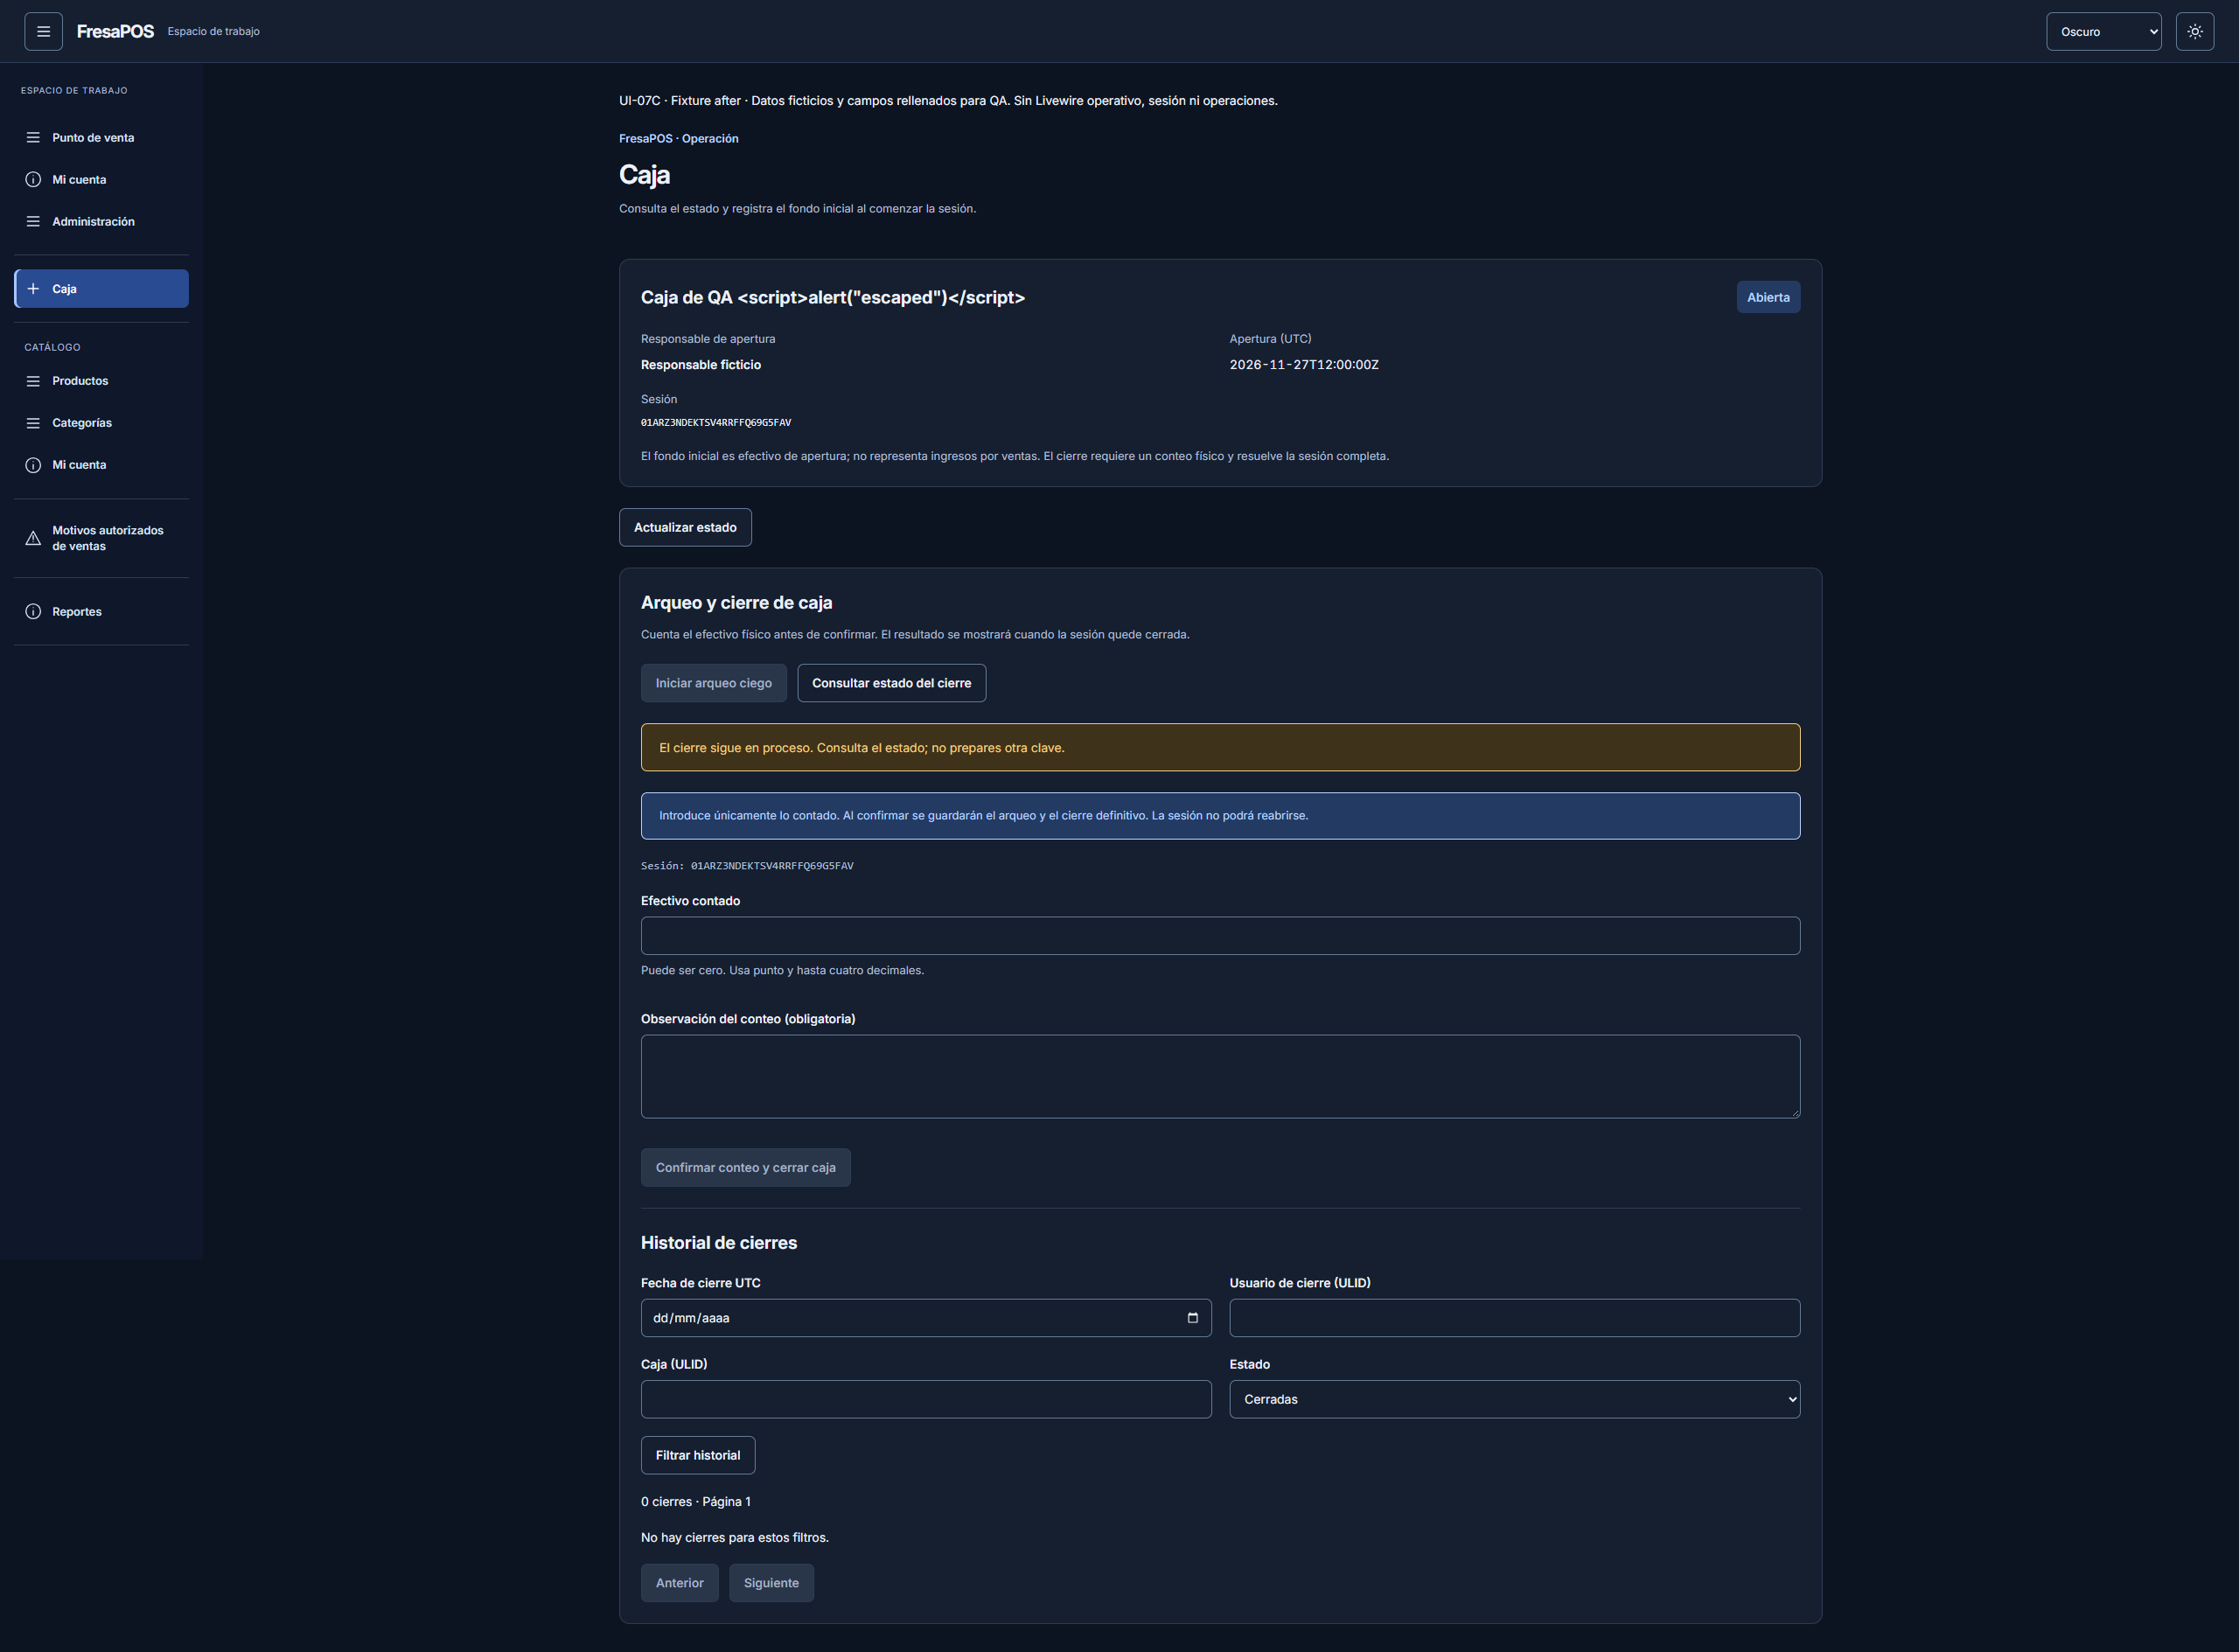 FresaPOS Espacio de trabajo
Oscuro
ESPACIO DE TRABAJO
Punto de venta
Mi cuenta
Administración
Caja
CATÁLOGO
Productos
Categorías
Mi cuenta
Motivos autorizados
de ventas
Reportes
UI-07C · Fixture after · Datos ficticios y campos rellenados para QA. Sin Livewire operativo, sesión ni operaciones.
FresaPOS · Operación
Caja
Consulta el estado y registra el fondo inicial al comenzar la sesión.
Caja de QA <script>alert("escaped")</script>
Abierta
Responsable de apertura
Responsable ficticio
Apertura (UTC)
2026-11-27T12:00:00Z
Sesión
01ARZ3NDEKTSV4RRFFQ69G5FAV
El fondo inicial es efectivo de apertura; no representa ingresos por ventas. El cierre requiere un conteo físico y resuelve la sesión completa.
Actualizar estado
Arqueo y cierre de caja
Cuenta el efectivo físico antes de confirmar. El resultado se mostrará cuando la sesión quede cerrada.
Iniciar arqueo ciego
Consultar estado del cierre
El cierre sigue en proceso. Consulta el estado; no prepares otra clave.
Introduce únicamente lo contado. Al confirmar se guardarán el arqueo y el cierre definitivo. La sesión no podrá reabrirse.
Sesión: 01ARZ3NDEKTSV4RRFFQ69G5FAV
Efectivo contado
Puede ser cero. Usa punto y hasta cuatro decimales.
Observación del conteo (obligatoria)
Confirmar conteo y cerrar caja
Historial de cierres
Fecha de cierre UTC
dd/mm/aaaa
Usuario de cierre (ULID)
Caja (ULID)
Estado
Cerradas
Filtrar historial
0 cierres · Página 1
No hay cierres para estos filtros.
Anterior
Siguiente